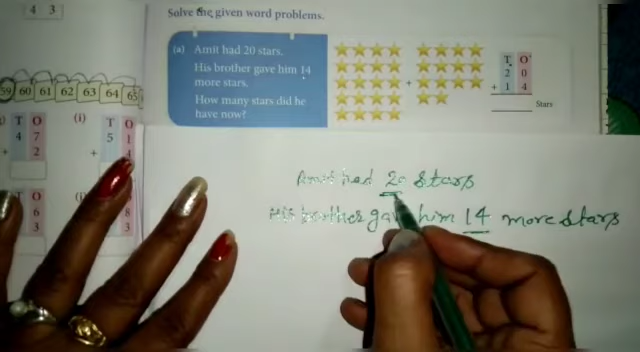 4 3
Solve the given word problems.
(a) Amit had 20 stars.
His brother gave him 14
more stars.
How many stars did he
have now?
T O
2 0
+ 1 4
Stars
59 60 61 62 63 64 65
T O
4 7
+ 2
(i)
T O
5 1
+ 4
T O
6
3
8
3
Amit had 20 stars
His brother gave him 14 more stars